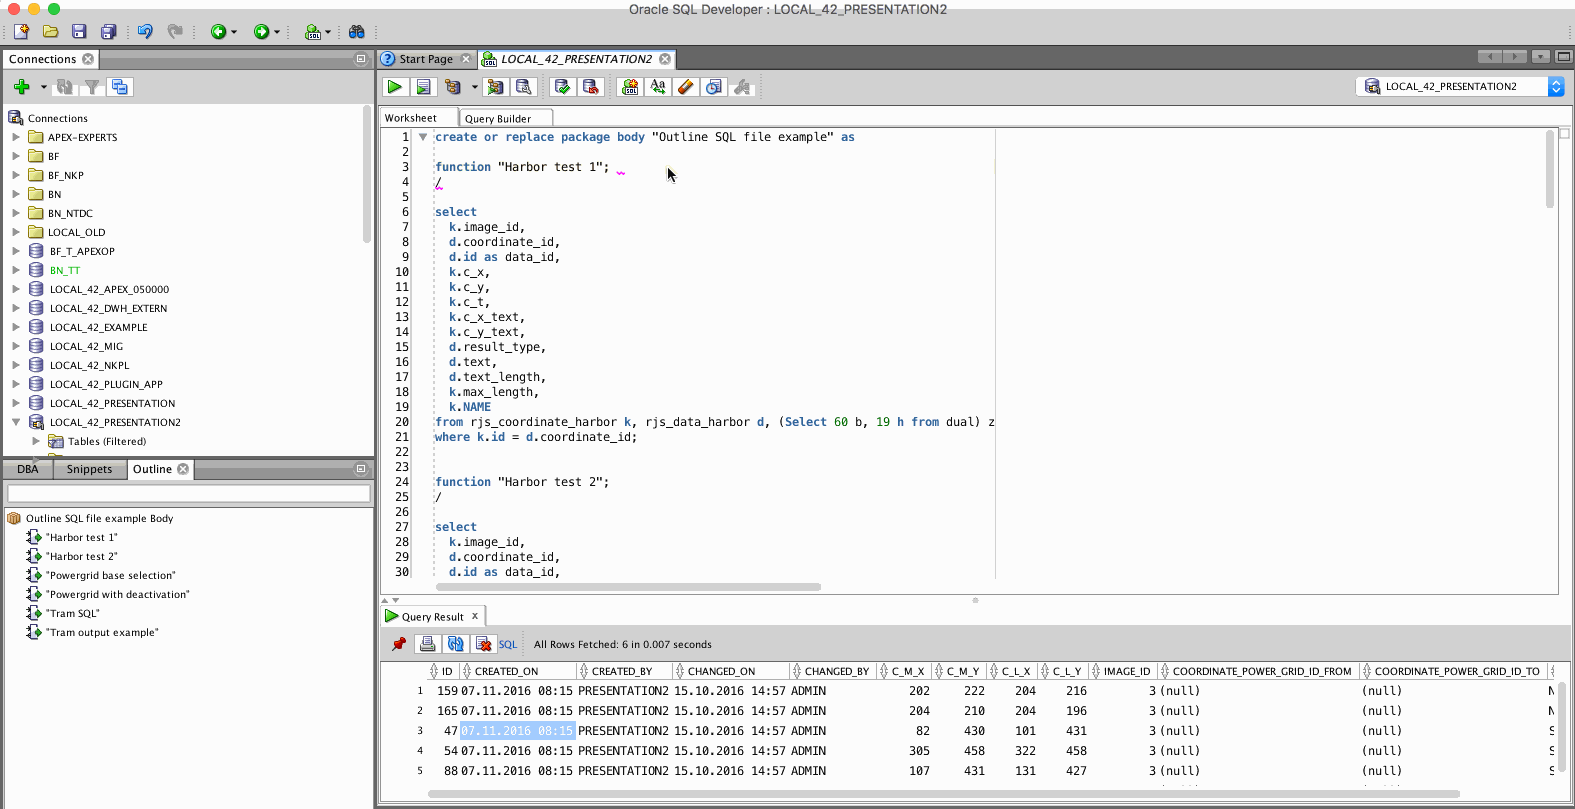 Oracle SQL Developer : LOCAL_42_PRESENTATION2
SQL
Connections
Start Page
LOCAL_42_PRESENTATION2
SQL
Aa
LOCAL_42_PRESENTATION2
Worksheet
Query Builder
Connections
APEX-EXPERTS
BF
BF_NKP
BN
BN_NTDC
LOCAL_OLD
BF_T_APEXOP
BN_TT
LOCAL_42_APEX_050000
LOCAL_42_DWH_EXTERN
LOCAL_42_EXAMPLE
LOCAL_42_MIG
LOCAL_42_NKPL
LOCAL_42_PLUGIN_APP
LOCAL_42_PRESENTATION
LOCAL_42_PRESENTATION2
Tables (Filtered)
DBA
Snippets
Outline
Outline SQL file example Body
"Harbor test 1"
"Harbor test 2"
"Powergrid base selection"
"Powergrid with deactivation"
"Tram SQL"
"Tram output example"
1 create or replace package body "Outline SQL file example" as
2
3 function "Harbor test 1";
4 /
5
6 select
7 k.image_id,
8 d.coordinate_id,
9 d.id as data_id,
10 k.c_x,
11 k.c_y,
12 k.c_t,
13 k.c_x_text,
14 k.c_y_text,
15 d.result_type,
16 d.text,
17 d.text_length,
18 k.max_length,
19 k.NAME
20 from rjs_coordinate_harbor k, rjs_data_harbor d, (Select 60 b, 19 h from dual) z
21 where k.id = d.coordinate_id;
22
23
24 function "Harbor test 2";
25 /
26
27 select
28 k.image_id,
29 d.coordinate_id,
30 d.id as data_id,
Query Result
SQL All Rows Fetched: 6 in 0.007 seconds
ID CREATED_ON CREATED_BY CHANGED_ON CHANGED_BY C_M_X C_M_Y C_L_X C_L_Y IMAGE_ID COORDINATE_POWER_GRID_ID_FROM COORDINATE_POWER_GRID_ID_TO
1 159 07.11.2016 08:15 PRESENTATION2 15.10.2016 14:57 ADMIN 202 222 204 216 3 (null) (null) N
2 165 07.11.2016 08:15 PRESENTATION2 15.10.2016 14:57 ADMIN 204 210 204 196 3 (null) (null) N
3 47 07.11.2016 08:15 PRESENTATION2 15.10.2016 14:57 ADMIN 82 430 101 431 3 (null) (null) S
4 54 07.11.2016 08:15 PRESENTATION2 15.10.2016 14:57 ADMIN 305 458 322 458 3 (null) (null) S
5 88 07.11.2016 08:15 PRESENTATION2 15.10.2016 14:57 ADMIN 107 431 131 427 3 (null) (null) S